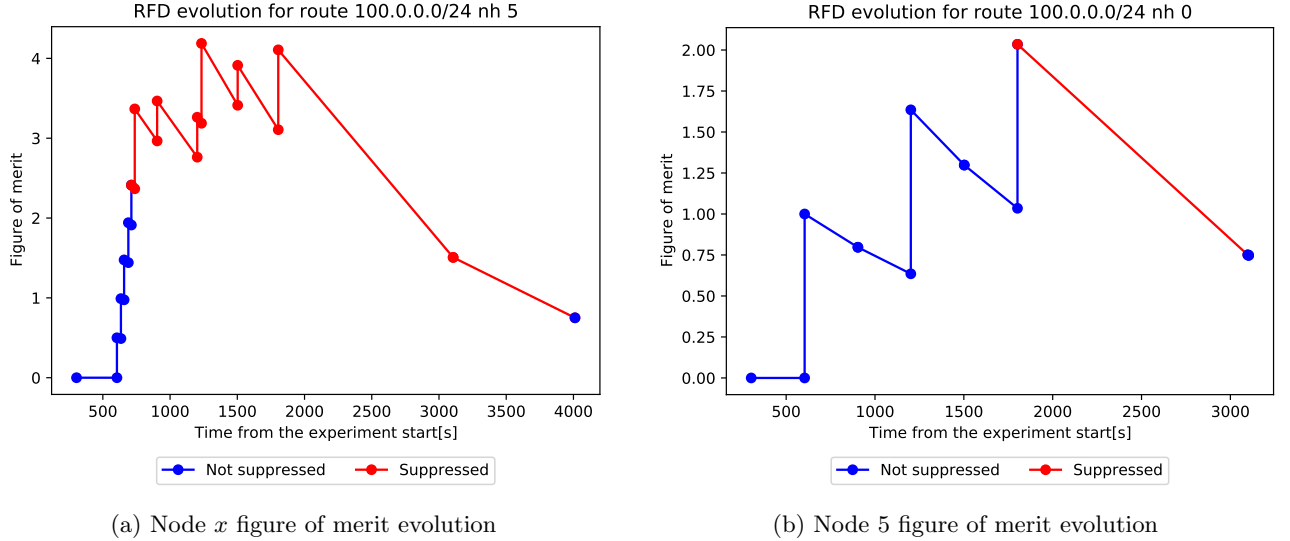 RFD evolution for route 100.0.0.0/24 nh 5
Figure of merit
4
3
2
1
0
500 1000 1500 2000 2500 3000 3500 4000
Time from the experiment start[s]
Not suppressed Suppressed
(a) Node x figure of merit evolution
RFD evolution for route 100.0.0.0/24 nh 0
Figure of merit
2.00
1.75
1.50
1.25
1.00
0.75
0.50
0.25
0.00
500 1000 1500 2000 2500 3000
Time from the experiment start[s]
Not suppressed Suppressed
(b) Node 5 figure of merit evolution